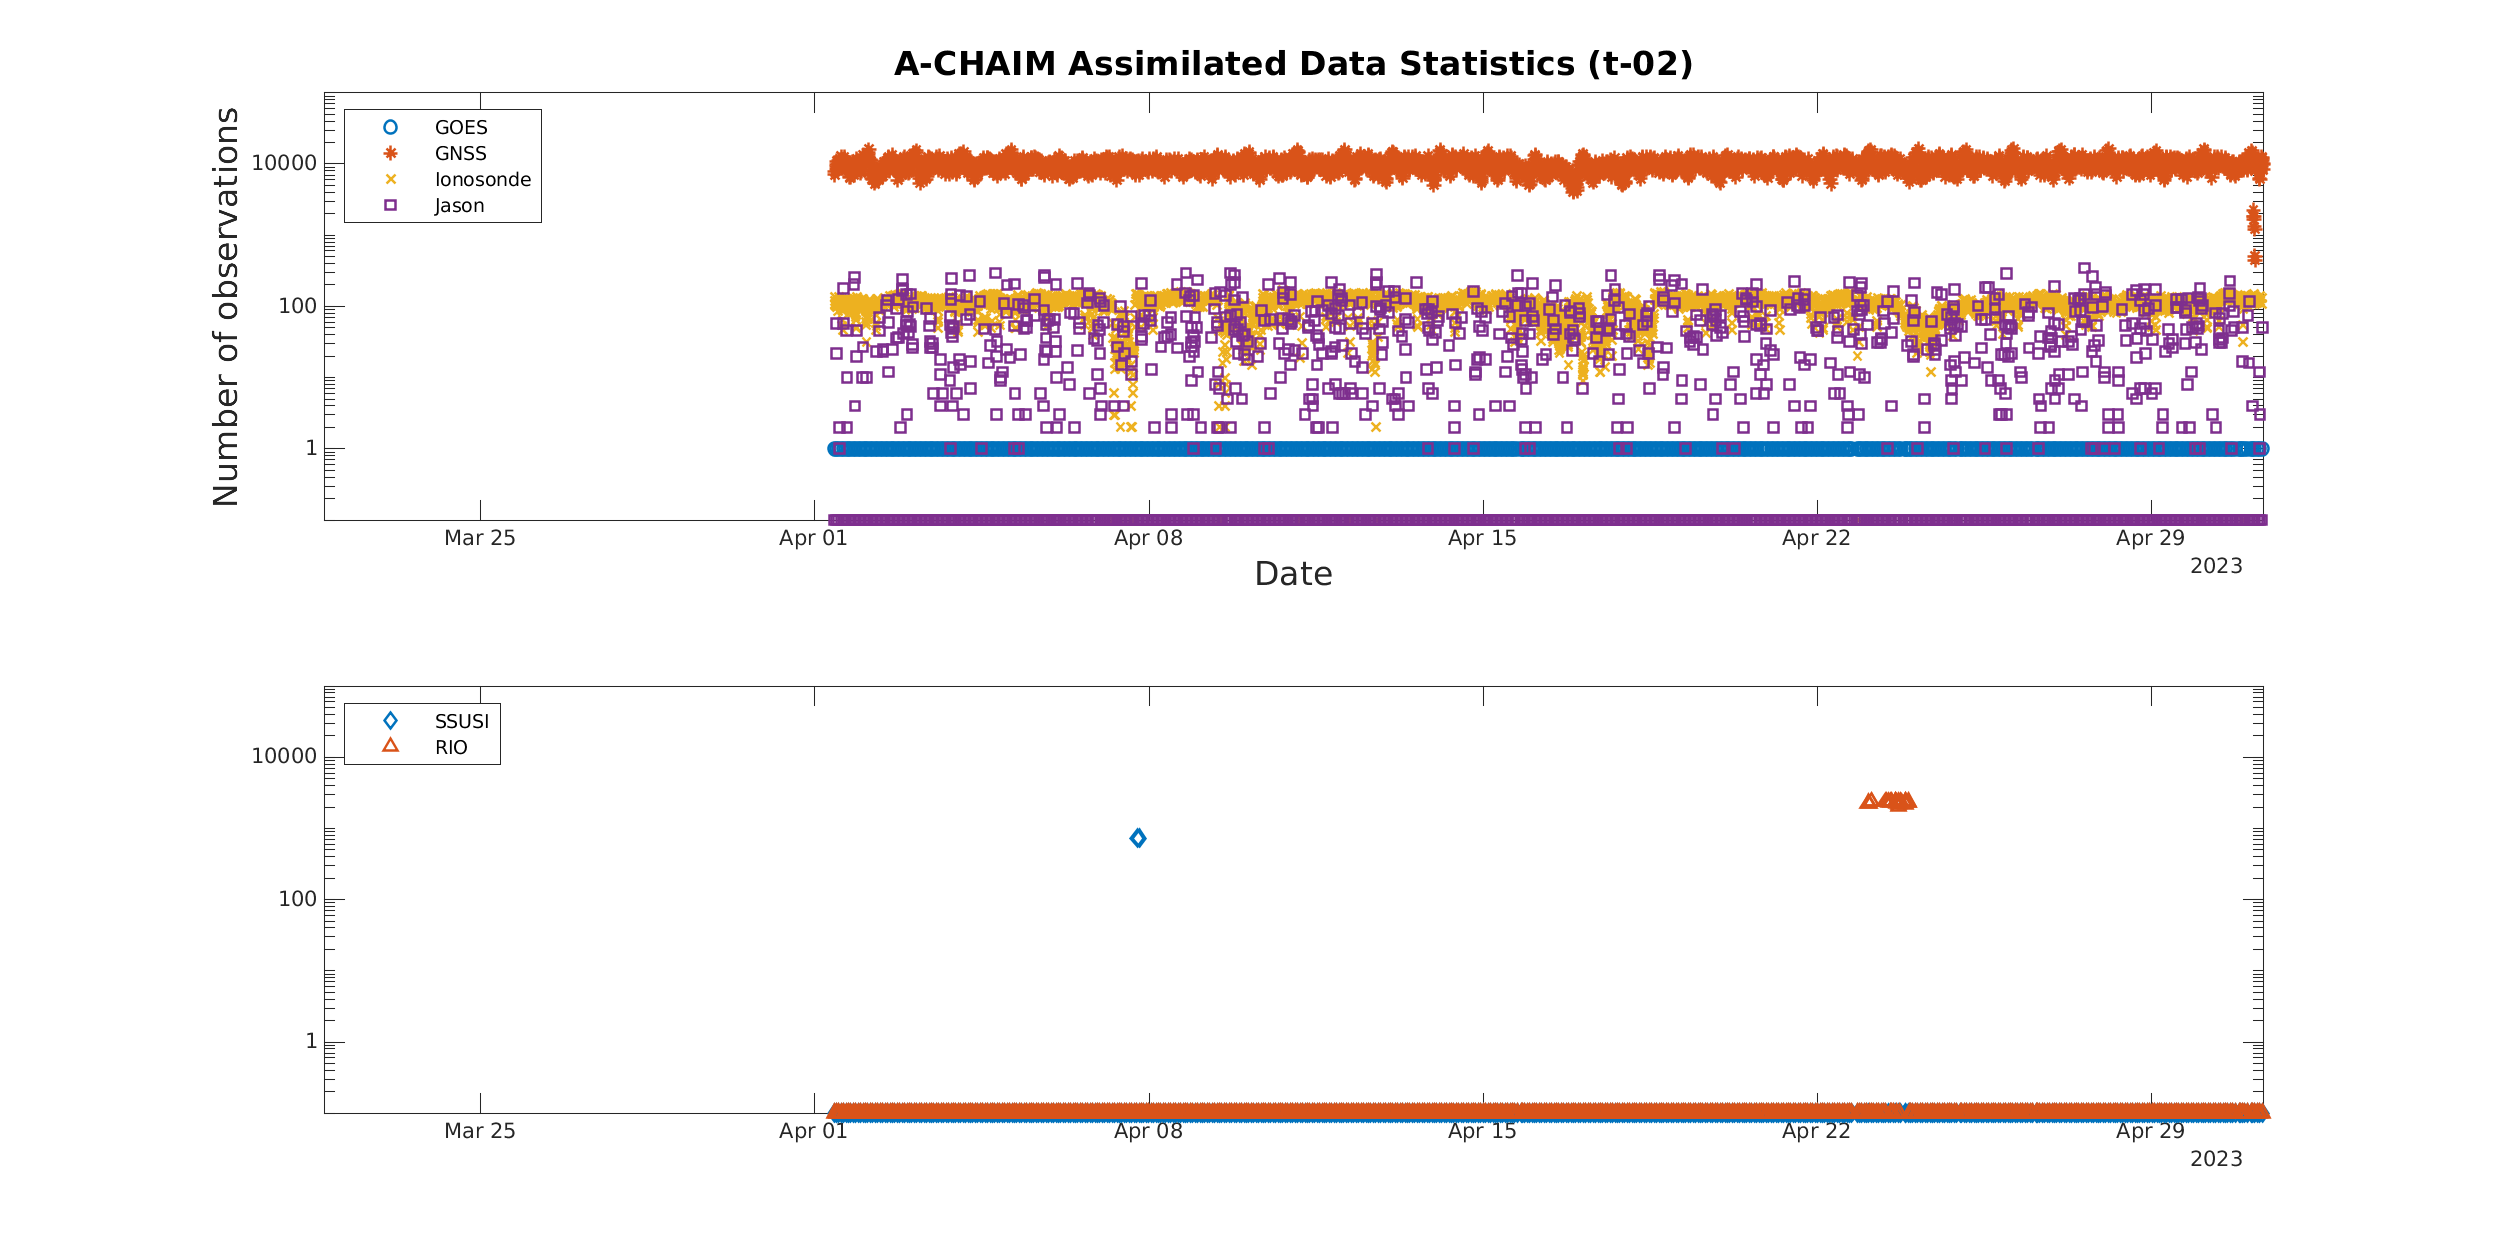 A-CHAIM Assimilated Data Statistics (t-02)
Number of observations
GOES
GNSS
Ionosonde
Jason
10000
100
1
Mar 25 Apr 01 Apr 08 Apr 15 Apr 22 Apr 29
2023
Date
SSUSI
RIO
10000
100
1
Mar 25 Apr 01 Apr 08 Apr 15 Apr 22 Apr 29
2023